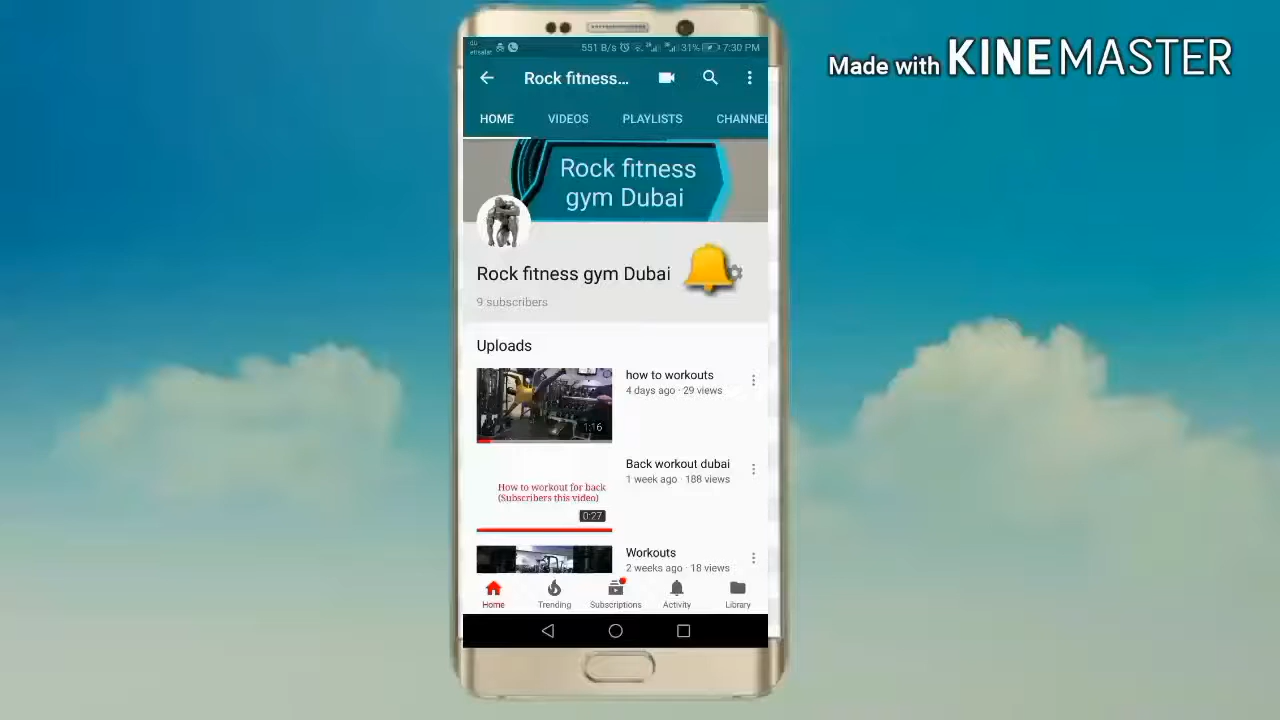 Made with KINEMASTER
du
etisalat
551 B/s 31% 7:30 PM
Rock fitness...
HOME VIDEOS PLAYLISTS CHANNEL
Rock fitness
gym Dubai
Rock fitness gym Dubai
9 subscribers
Uploads
how to workouts
4 days ago · 29 views
1:16
Back workout dubai
1 week ago · 188 views
How to workout for back
(Subscribers this video)
0:27
Workouts
2 weeks ago · 18 views
Home Trending Subscriptions Activity Library